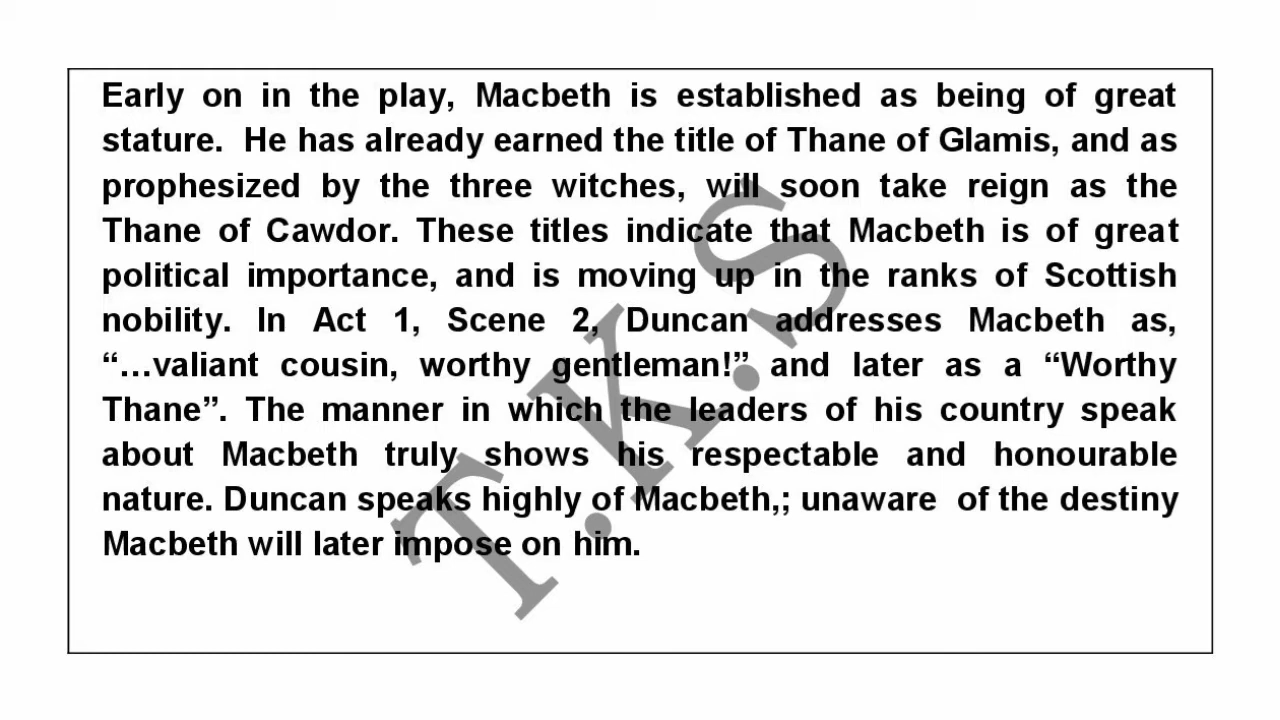 Early on in the play, Macbeth is established as being of great
stature.  He has already earned the title of Thane of Glamis, and as
prophesized by the three witches, will soon take reign as the
Thane of Cawdor. These titles indicate that Macbeth is of great
political importance, and is moving up in the ranks of Scottish
nobility. In Act 1, Scene 2, Duncan addresses Macbeth as,
“…valiant cousin, worthy gentleman!” and later as a “Worthy
Thane”. The manner in which the leaders of his country speak
about Macbeth truly shows his respectable and honourable
nature. Duncan speaks highly of Macbeth,; unaware  of the destiny
Macbeth will later impose on him.
T.K.S